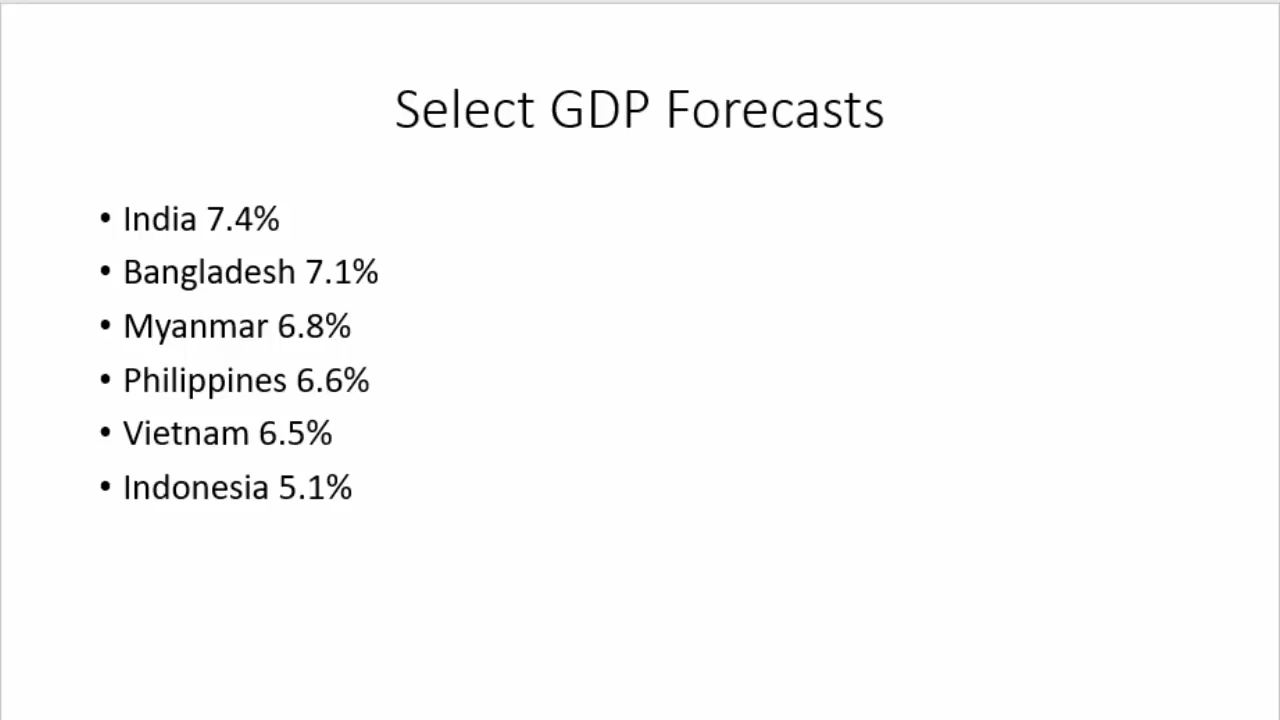 Select GDP Forecasts
• India 7.4%
• Bangladesh 7.1%
• Myanmar 6.8%
• Philippines 6.6%
• Vietnam 6.5%
• Indonesia 5.1%